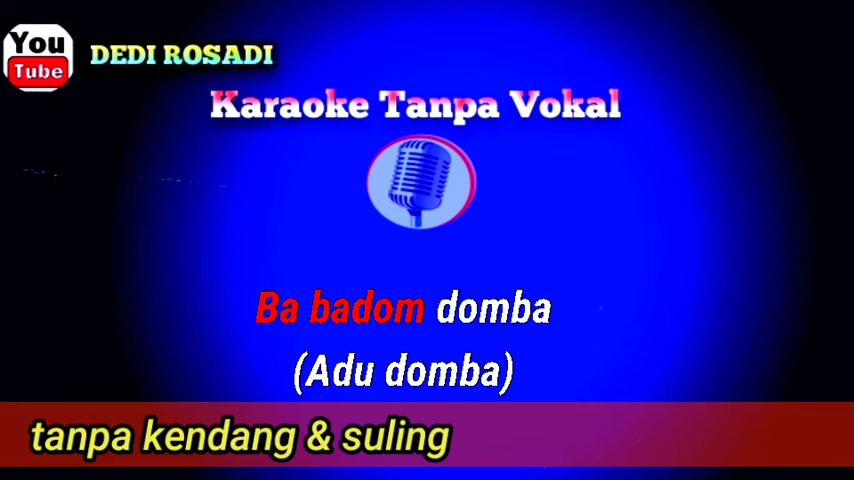 You
Tube
DEDI ROSADI
Karaoke Tanpa Vokal
Ba badom domba
(Adu domba)
tanpa kendang & suling